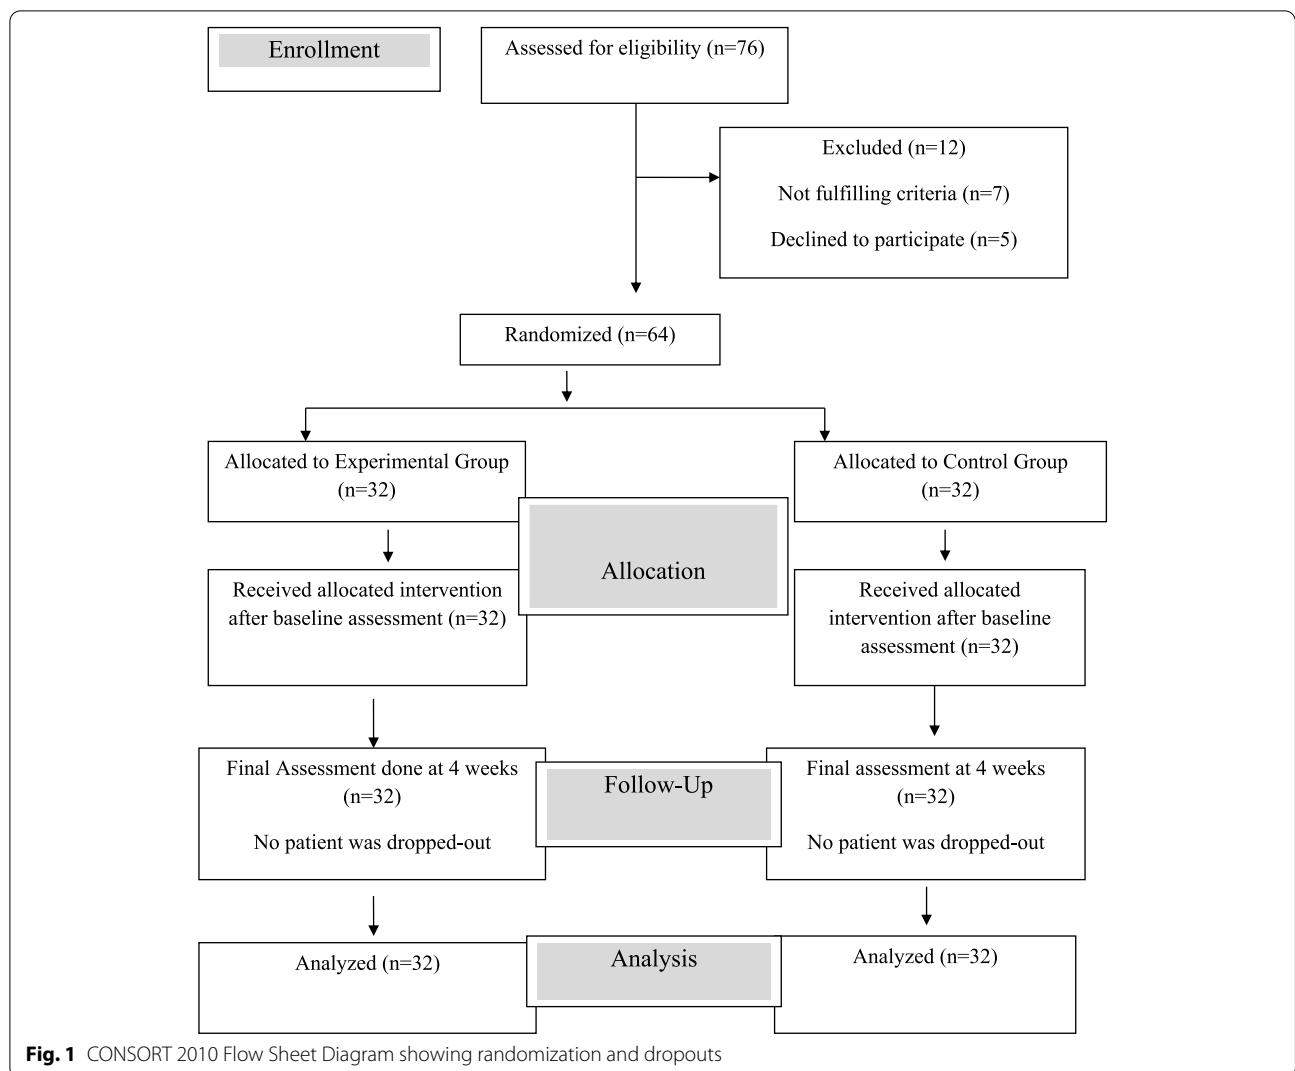 Enrollment
Assessed for eligibility (n=76)
Excluded (n=12)
Not fulfilling criteria (n=7)
Declined to participate (n=5)
Randomized (n=64)
Allocated to Experimental Group
(n=32)
Allocated to Control Group
(n=32)
Allocation
Received allocated intervention
after baseline assessment (n=32)
Received allocated
intervention after baseline
assessment (n=32)
Final Assessment done at 4 weeks
(n=32)
No patient was dropped-out
Follow-Up
Final assessment at 4 weeks
(n=32)
No patient was dropped-out
Analyzed (n=32)
Analysis
Analyzed (n=32)
Fig. 1 CONSORT 2010 Flow Sheet Diagram showing randomization and dropouts